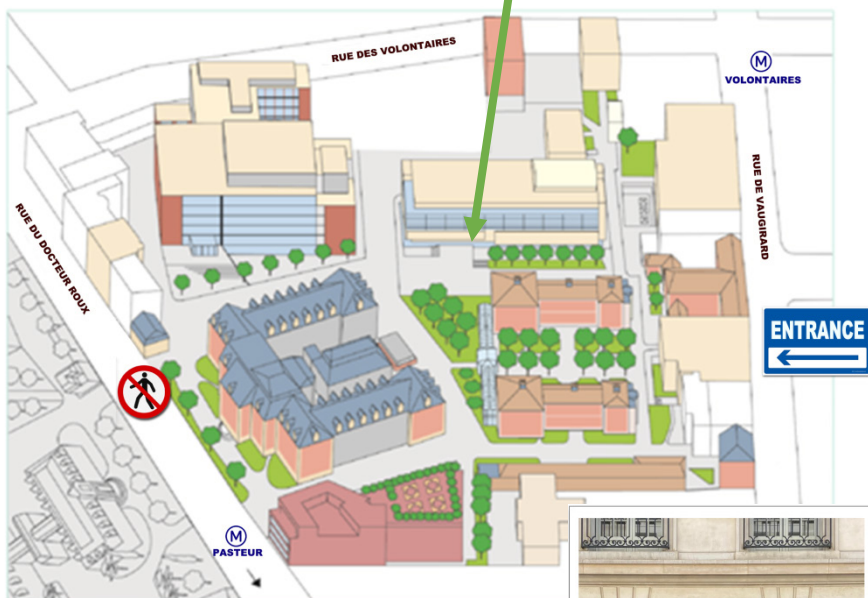 RUE DES VOLONTAIRES
M
VOLONTAIRES
RUE DU DOCTEUR ROUX
RUE DE VAUGIRARD
ENTRANCE
M
PASTEUR